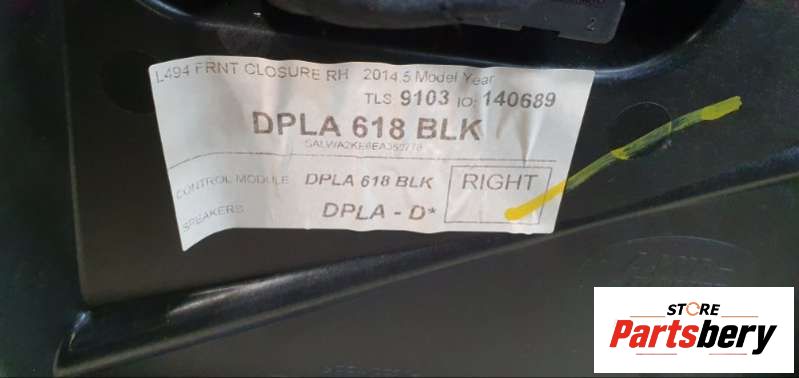 2
L494 FRNT CLOSURE RH 2014.5 Model Year
TLS 9103 IO: 140689
DPLA 618 BLK
CONTROL MODULE DPLA 618 BLK
RIGHT
SPEAKERS DPLA - D*
STORE
Partsbery